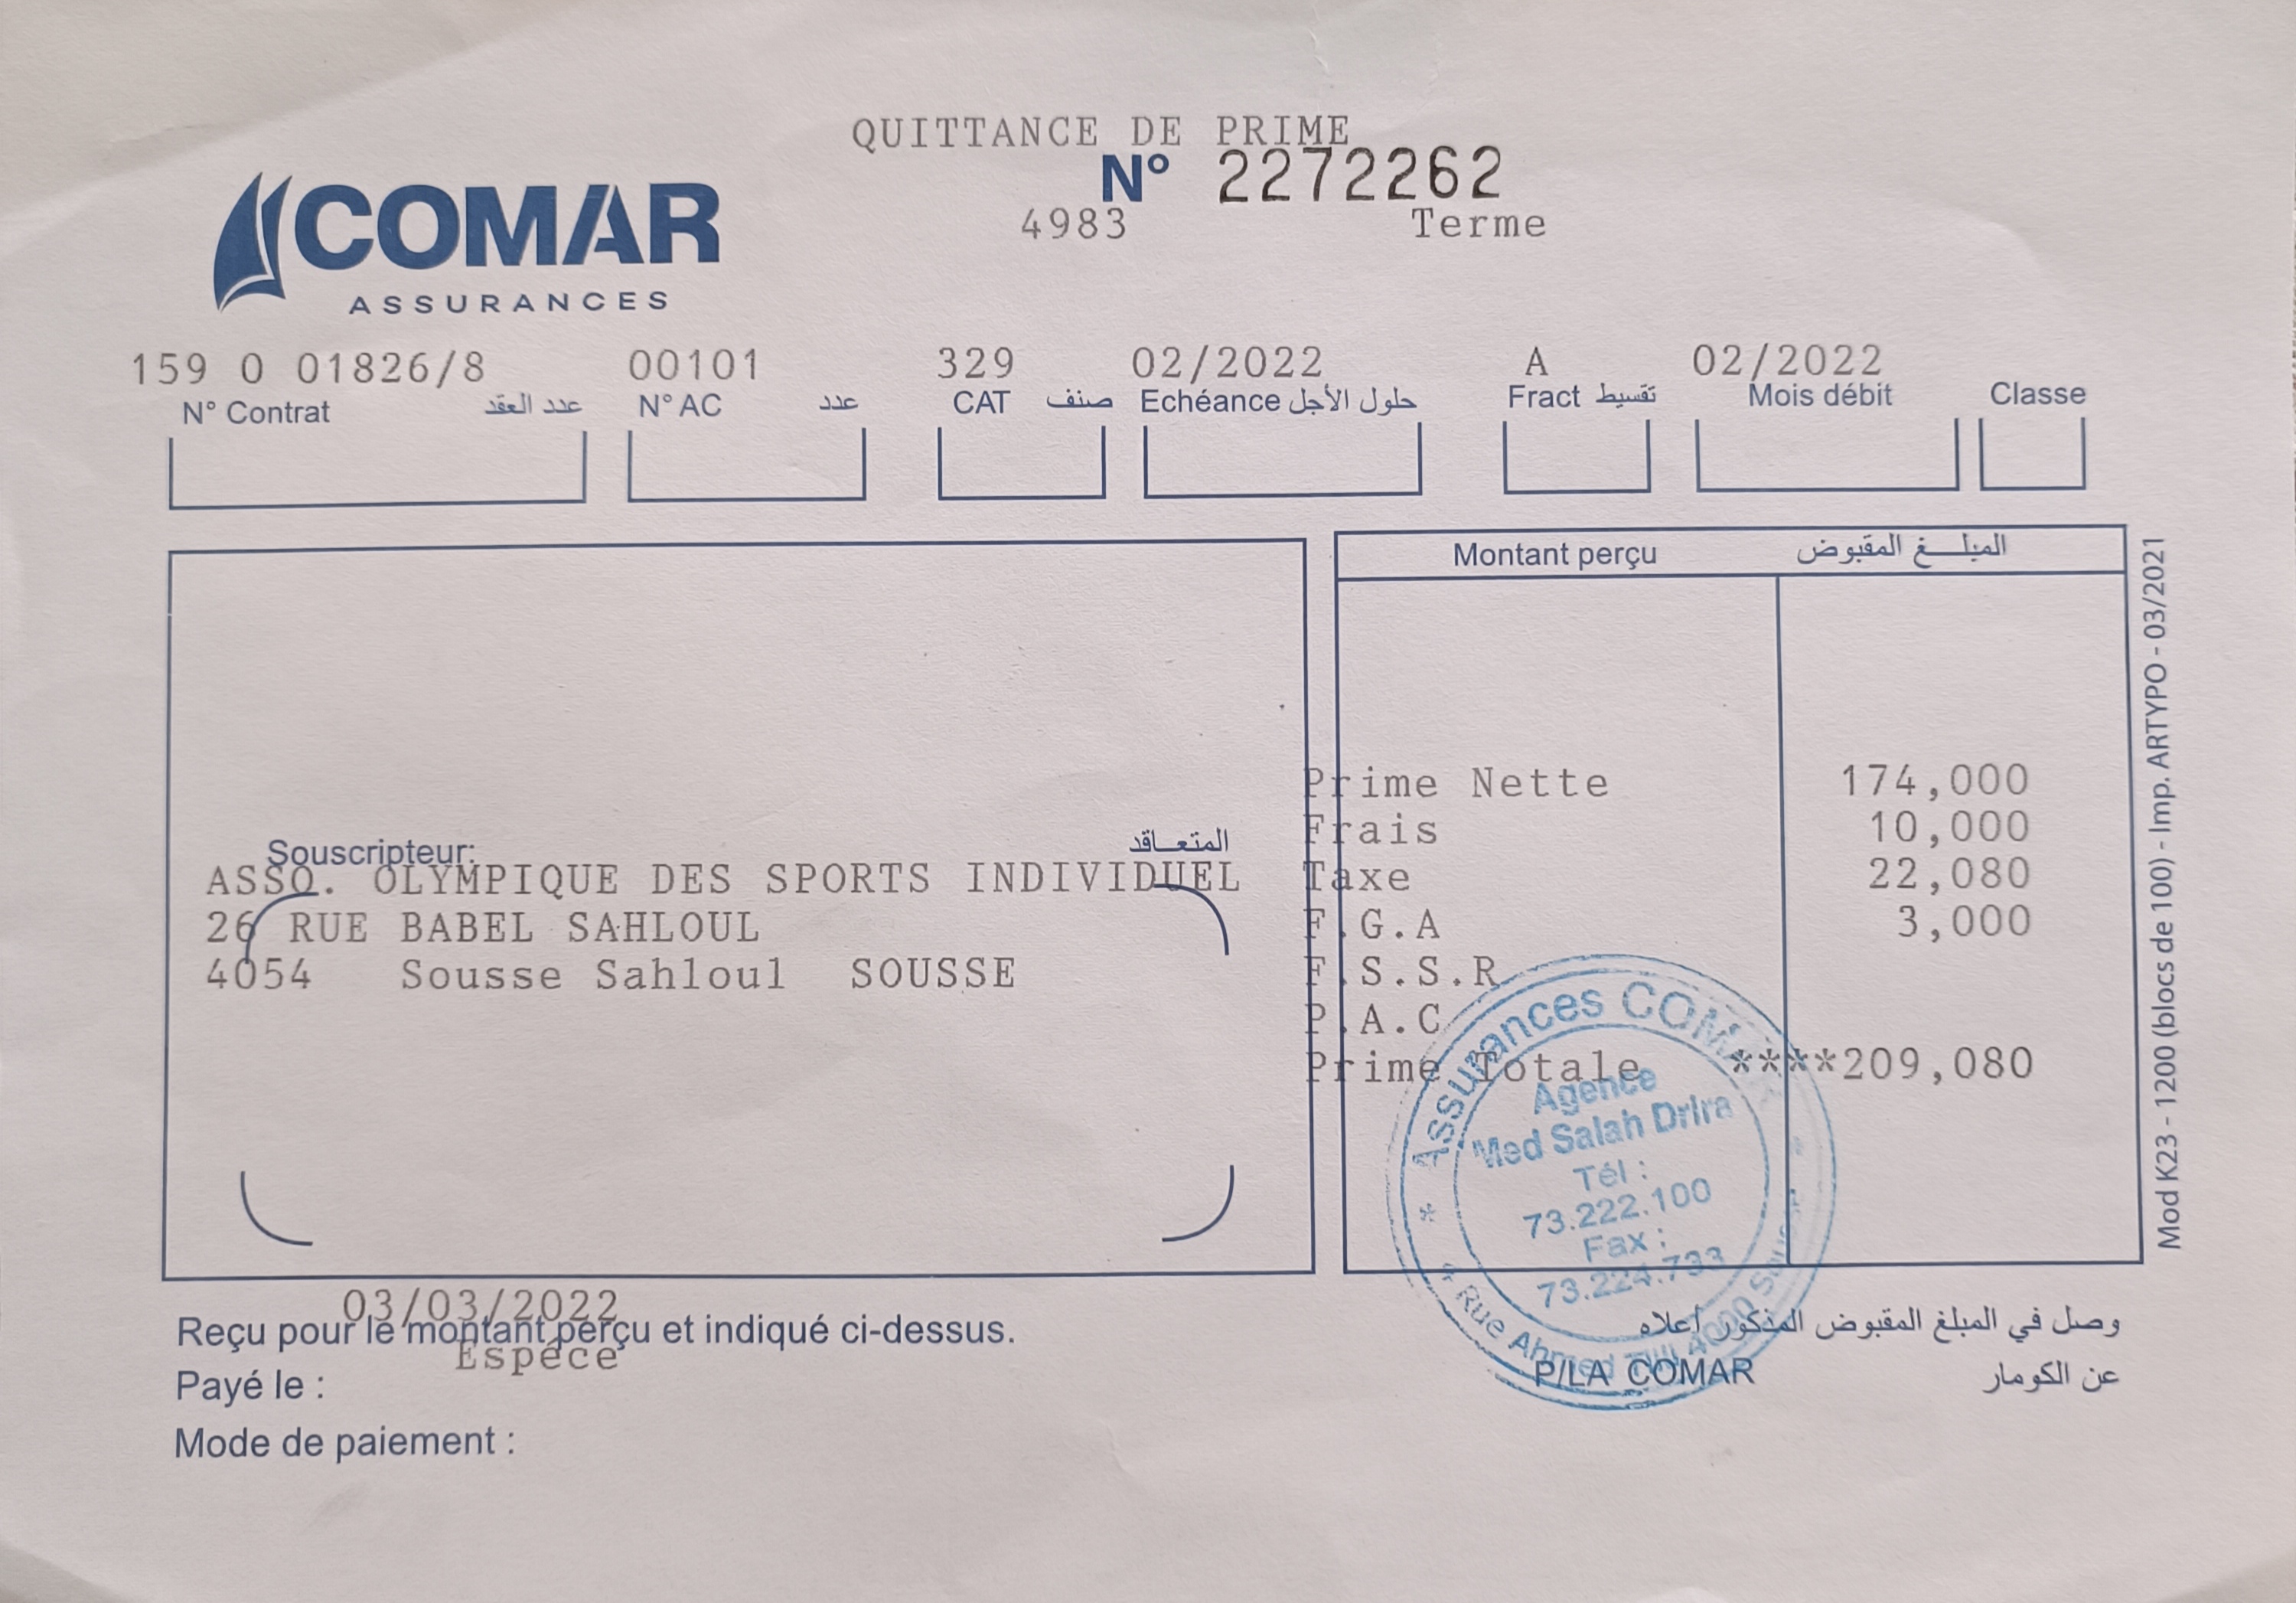 QUITTANCE DE PRIME
N° 2272262
4983 Terme
COMAR
ASSURANCES
159 0 01826/8 00101 329 02/2022 A 02/2022
N° Contrat عدد العقد N° AC عدد CAT صنف Echéance حلول الأجل Fract تقسيط Mois débit Classe
Montant perçu المبلـــغ المقبوض
Prime Nette 174,000
Frais 10,000
Taxe 22,080
F.G.A 3,000
F.S.S.R
P.A.C
Prime Totale ****209,080
Souscripteur: المتعـاقد
ASSO. OLYMPIQUE DES SPORTS INDIVIDUEL
26 RUE BABEL SAHLOUL
4054 Sousse Sahloul SOUSSE
Assurances COMAR
Agence
Med Salah Drira
Tél :
73.222.100
Fax :
73.224.733
Rue Ahmed 4000 Sousse
03/03/2022
Reçu pour le montant perçu et indiqué ci-dessus. وصل في المبلغ المقبوض المذكور أعلاه
Espéce
Payé le : P/LA COMAR عن الكومار
Mode de paiement :
Mod K23 - 1200 (blocs de 100) - Imp. ARTYPO - 03/2021